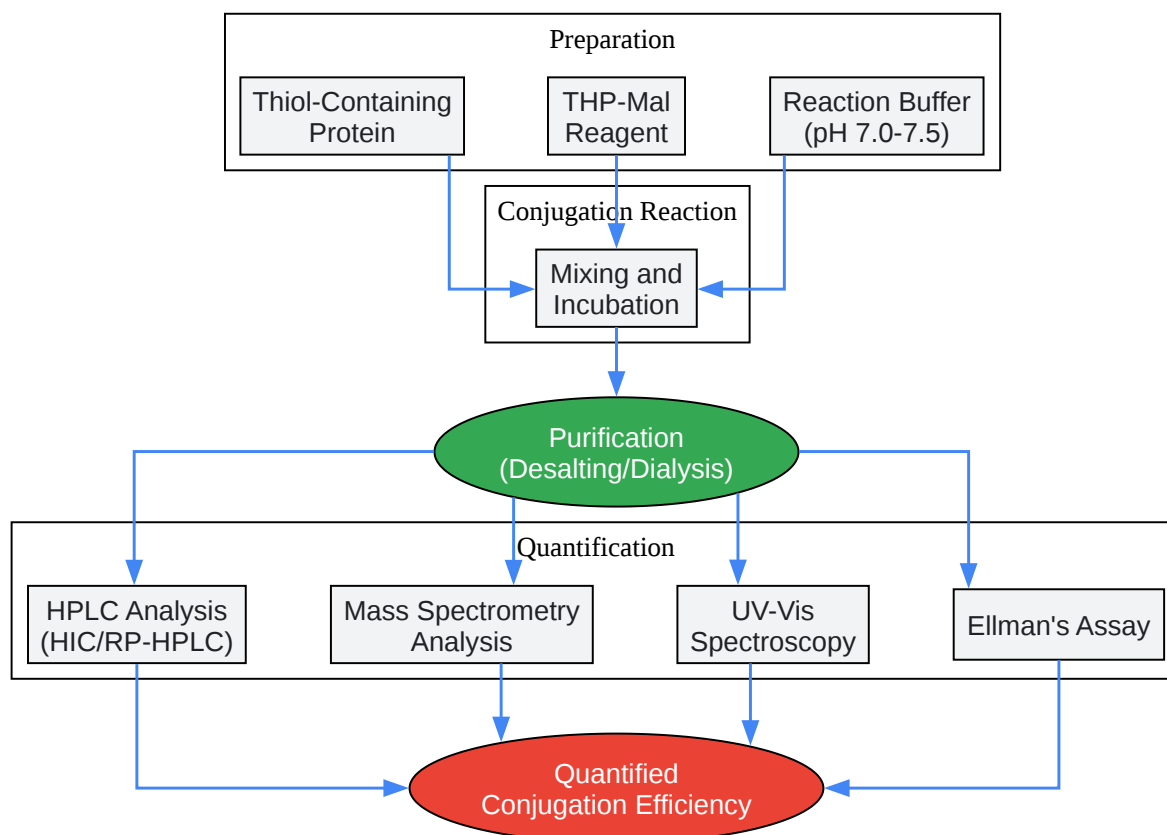 Preparation
Thiol-Containing
Protein
THP-Mal
Reagent
Reaction Buffer
(pH 7.0-7.5)
Conjugation Reaction
Mixing and
Incubation
Purification
(Desalting/Dialysis)
Quantification
HPLC Analysis
(HIC/RP-HPLC)
Mass Spectrometry
Analysis
UV-Vis
Spectroscopy
Ellman's Assay
Quantified
Conjugation Efficiency